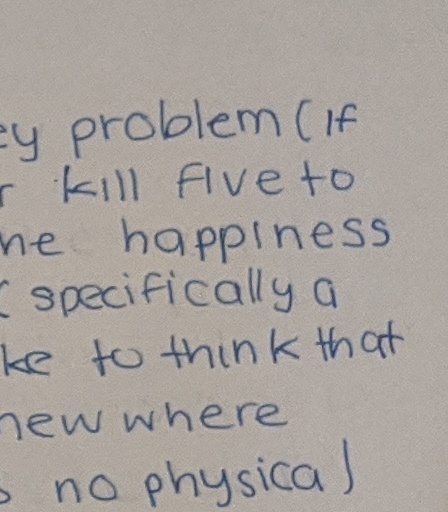 ey problem (If
r kill five to
he happiness
( specifically a
ke to think that
new where
s no physical